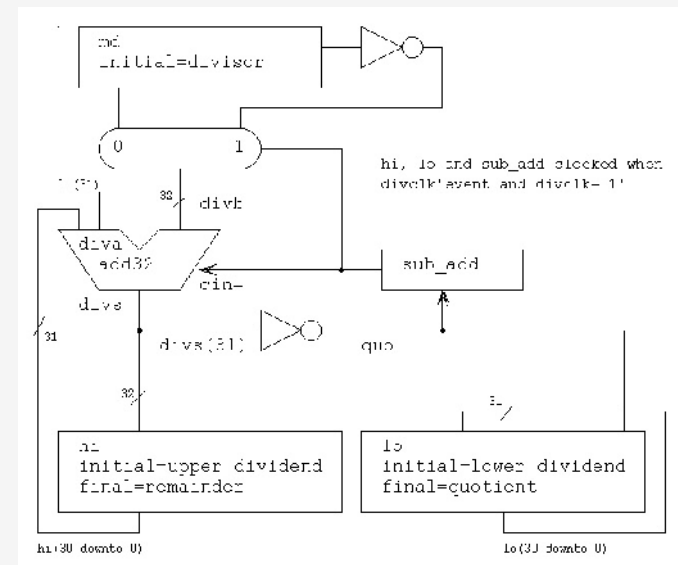 md
initial=divisor
0 1
hi, lo and sub_add clocked when
divclk'event and divclk='1'
(31)
32
divb
diva
add32
sub_add
cin=
divs
31
divs(31)
quo
32
31
hi
initial=upper dividend
final=remainder
lo
initial=lower dividend
final=quotient
hi(30 downto 0)
lo(30 downto 0)